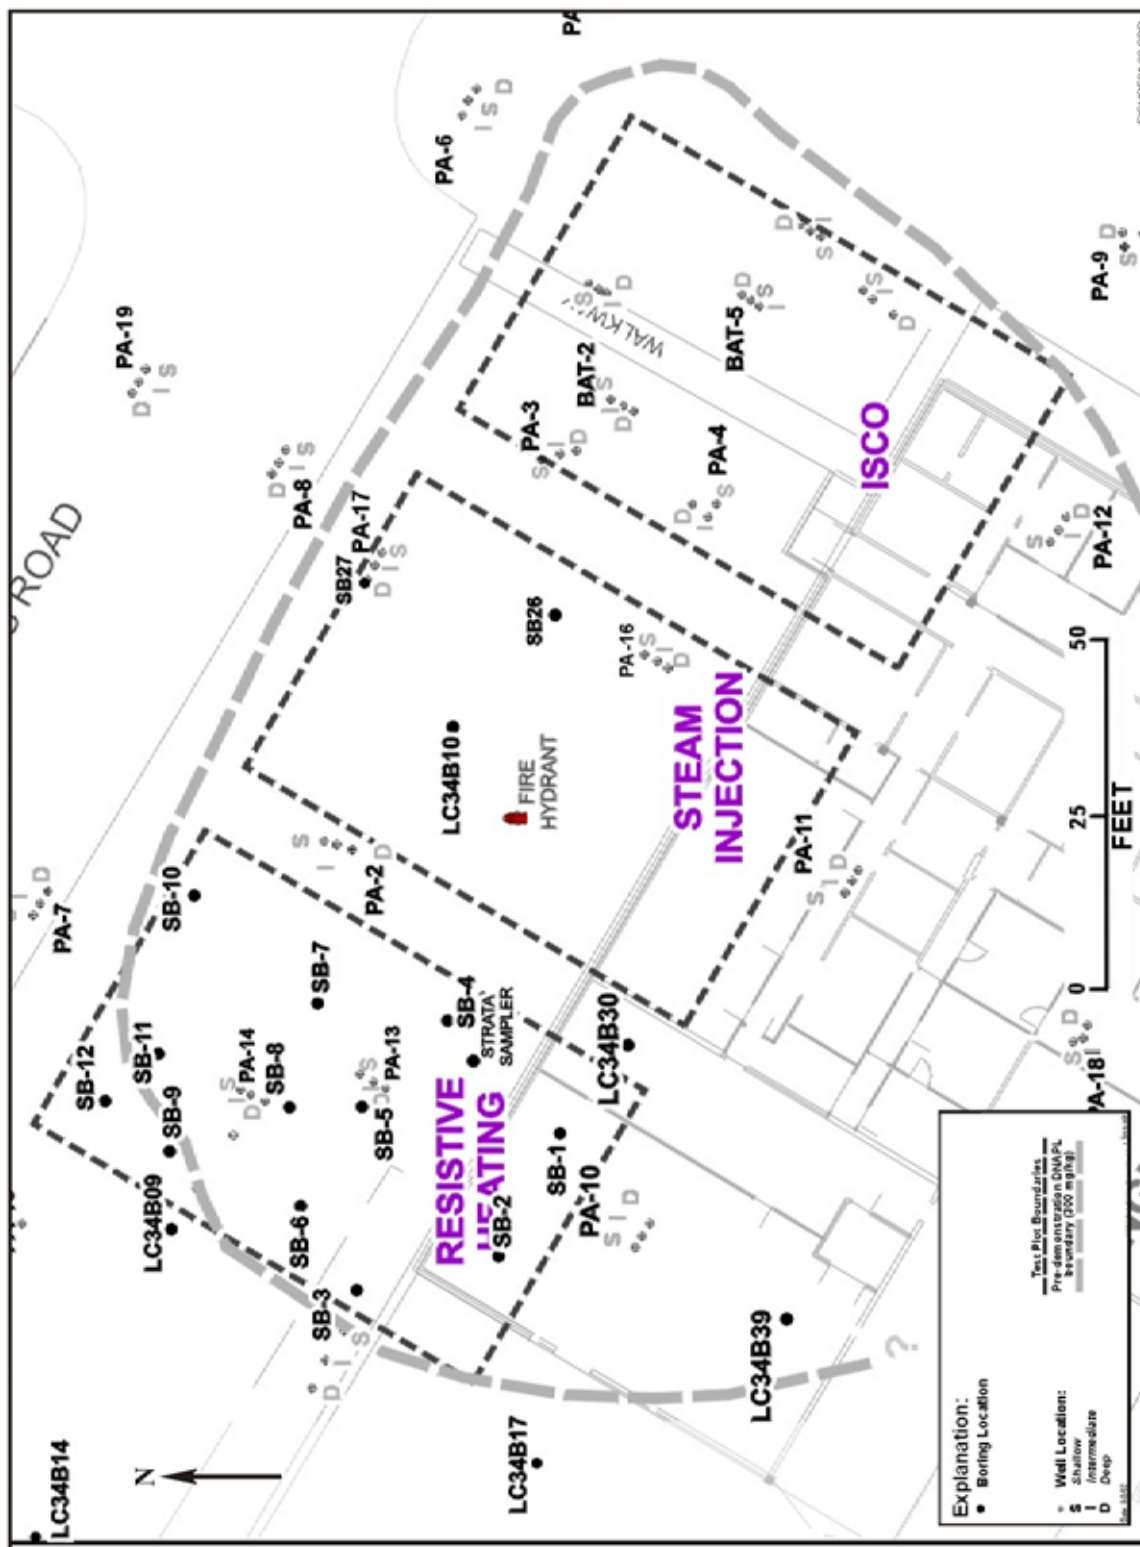 LC34B14
N
LC34B17
LC34B39
?
SB-3
D I S
SB-6
LC34B09
SB-9
SB-12
SB-11
SB-2
SB-1
PA-10
S I D
RESISTIVE
HEATING
SB-5
PA-13
D I S
SB-8
PA-14
D I S
SB-4
STRATA
SAMPLER
SB-7
SB-10
LC34B30
PA-7
I D
PA-2
S I D
PA-11
S I D
PA-18
S D
STEAM
INJECTION
FIRE
HYDRANT
LC34B10
SB26
PA-16
S I D
SB27
PA-17
D I S
PA-8
D I S
PA-19
D I S
ROAD
PA-3
S I D
BAT-2
D I S
PA-4
D I S
ISCO
WALKW
S I D
BAT-5
D S I
D I S
S I D
PA-6
I S D
PA
PA-9
S D
PA-12
S I D
0 25 50
FEET
Explanation:
Boring Location
Well Location:
S Shallow
I Intermediate
D Deep
Test Plot Boundaries
Pre-demonstration DNAPL
boundary (300 mg/kg)